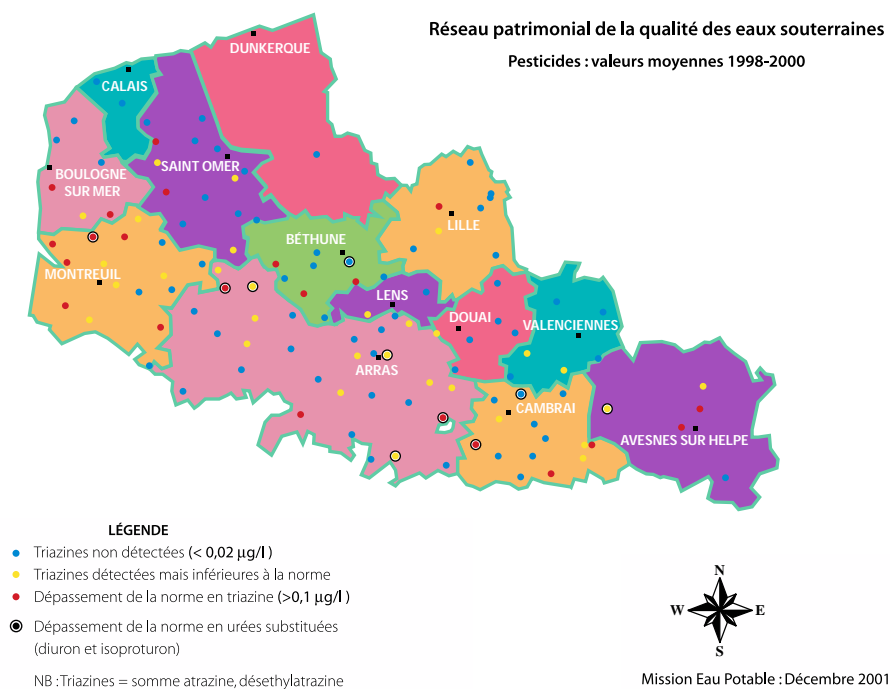 Réseau patrimonial de la qualité des eaux souterraines
Pesticides : valeurs moyennes 1998-2000
DUNKERQUE
CALAIS
SAINT OMER
BOULOGNE
SUR MER
LILLE
BÉTHUNE
MONTREUIL
LENS
DOUAI
VALENCIENNES
ARRAS
CAMBRAI
AVESNES SUR HELPE
LÉGENDE
Triazines non détectées (< 0,02 µg/l )
Triazines détectées mais inférieures à la norme
Dépassement de la norme en triazine (>0,1 µg/l )
Dépassement de la norme en urées substituées
(diuron et isoproturon)
NB : Triazines = somme atrazine, désethylatrazine
N
W E
S
Mission Eau Potable : Décembre 2001